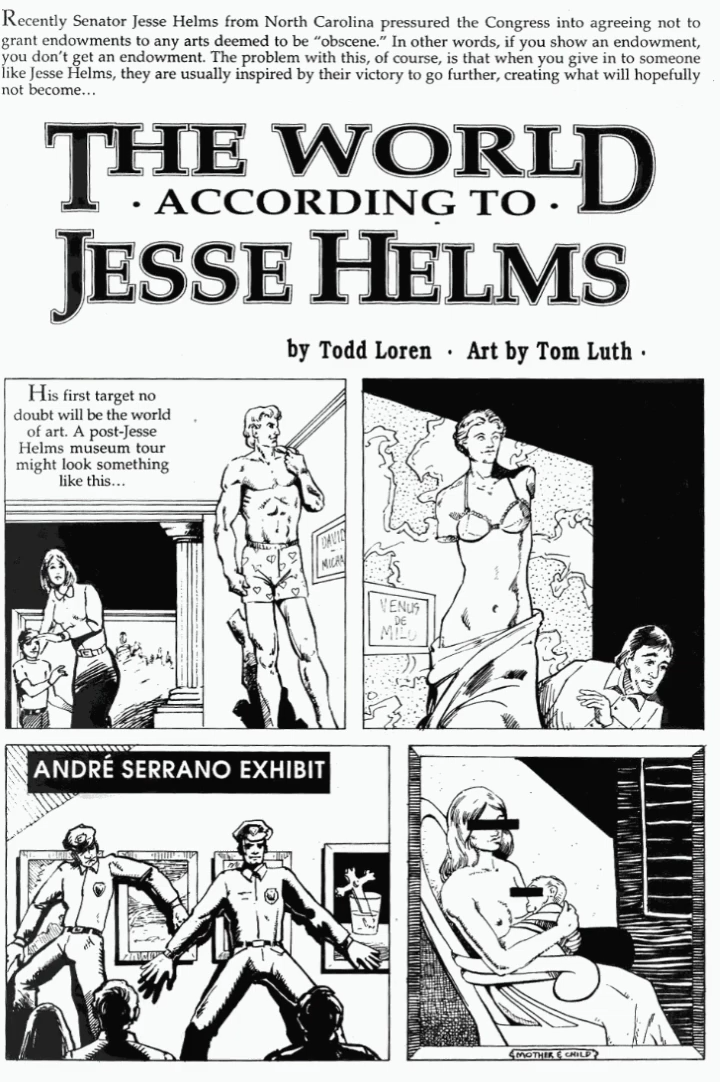 Recently Senator Jesse Helms from North Carolina pressured the Congress into agreeing not to
grant endowments to any arts deemed to be “obscene.” In other words, if you show an endowment,
you don’t get an endowment. The problem with this, of course, is that when you give in to someone
like Jesse Helms, they are usually inspired by their victory to go further, creating what will hopefully
not become…
THE WORLD
· ACCORDING TO ·
JESSE HELMS
by Todd Loren · Art by Tom Luth ·
His first target no
doubt will be the world
of art. A post-Jesse
Helms museum tour
might look something
like this…
DAVID
MICHA
VENUS
DE
MILO
ANDRÉ SERRANO EXHIBIT
MOTHER & CHILD